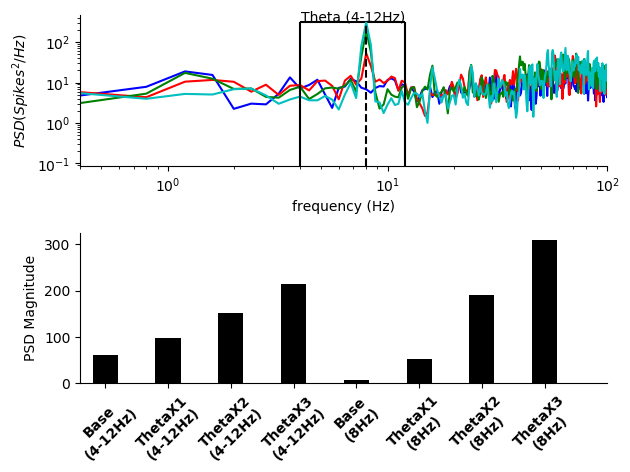 Theta (4-12Hz)
PSD(Spikes²/Hz)
10²
10¹
10⁰
10⁻¹
10⁰ 10¹ 10²
frequency (Hz)
PSD Magnitude
300
200
100
0
Base
(4-12Hz)
ThetaX1
(4-12Hz)
ThetaX2
(4-12Hz)
ThetaX3
(4-12Hz)
Base
(8Hz)
ThetaX1
(8Hz)
ThetaX2
(8Hz)
ThetaX3
(8Hz)